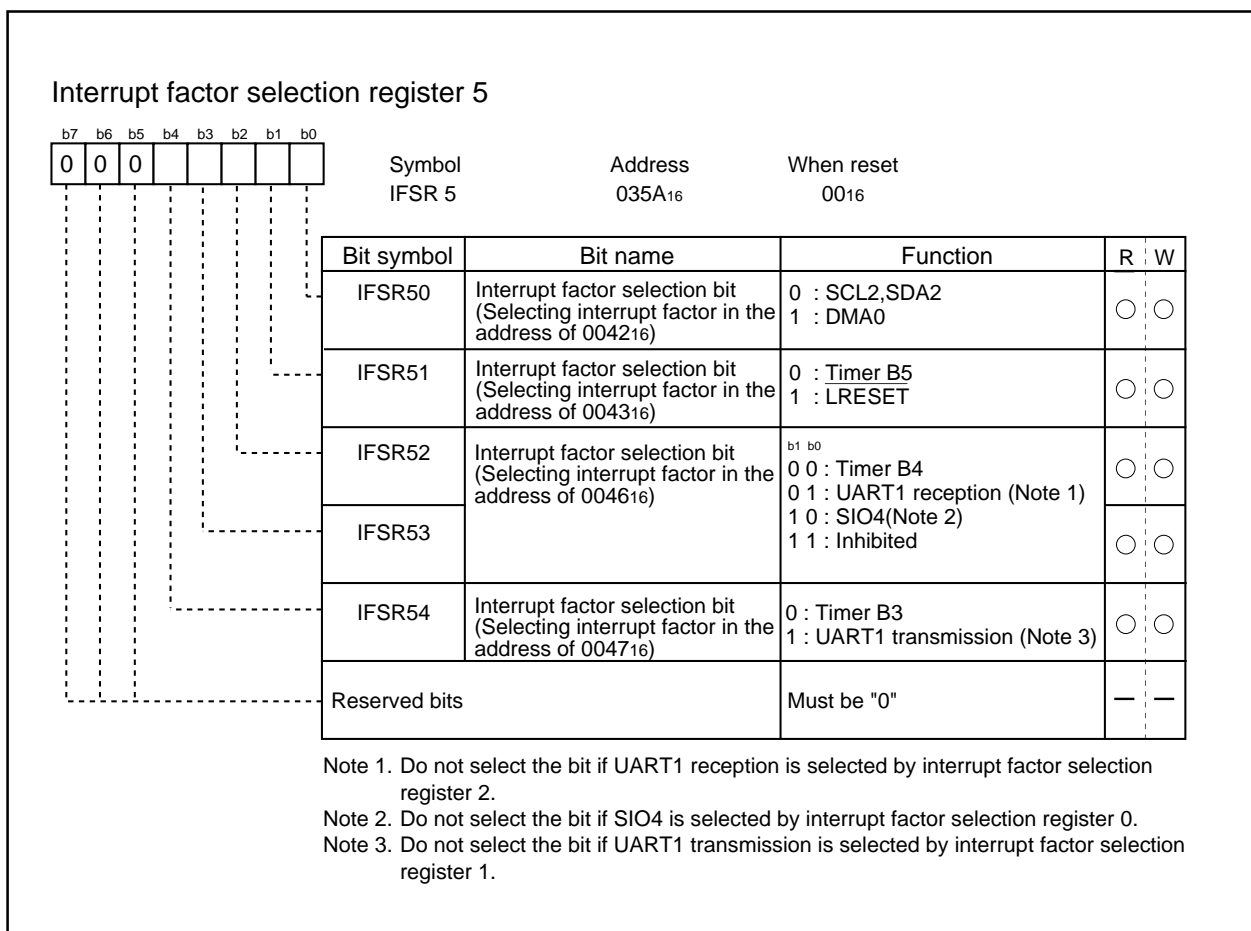 Interrupt factor selection register 5
b7 b6 b5 b4 b3 b2 b1 b0
0 0 0
Symbol Address When reset
IFSR 5 035A16 0016
Bit symbol Bit name Function R W
IFSR50 Interrupt factor selection bit
(Selecting interrupt factor in the
address of 004216)
0 : SCL2,SDA2
1 : DMA0
IFSR51 Interrupt factor selection bit
(Selecting interrupt factor in the
address of 004316)
0 : Timer B5
1 : LRESET
IFSR52 Interrupt factor selection bit
(Selecting interrupt factor in the
address of 004616)
b1 b0
0 0 : Timer B4
0 1 : UART1 reception (Note 1)
1 0 : SIO4(Note 2)
1 1 : Inhibited
IFSR53
IFSR54 Interrupt factor selection bit
(Selecting interrupt factor in the
address of 004716)
0 : Timer B3
1 : UART1 transmission (Note 3)
Reserved bits Must be "0" — —
Note 1. Do not select the bit if UART1 reception is selected by interrupt factor selection
register 2.
Note 2. Do not select the bit if SIO4 is selected by interrupt factor selection register 0.
Note 3. Do not select the bit if UART1 transmission is selected by interrupt factor selection
register 1.